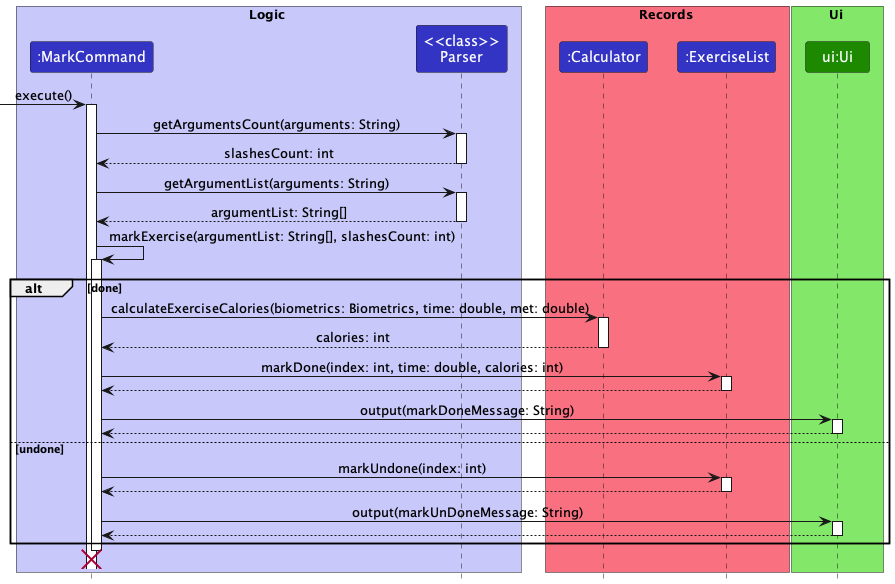 Logic
Records
Ui
:MarkCommand
<<class>>
Parser
:Calculator
:ExerciseList
ui:Ui
execute()
getArgumentsCount(arguments: String)
slashesCount: int
getArgumentList(arguments: String)
argumentList: String[]
markExercise(argumentList: String[], slashesCount: int)
alt
[done]
calculateExerciseCalories(biometrics: Biometrics, time: double, met: double)
calories: int
markDone(index: int, time: double, calories: int)
output(markDoneMessage: String)
[undone]
markUndone(index: int)
output(markUnDoneMessage: String)